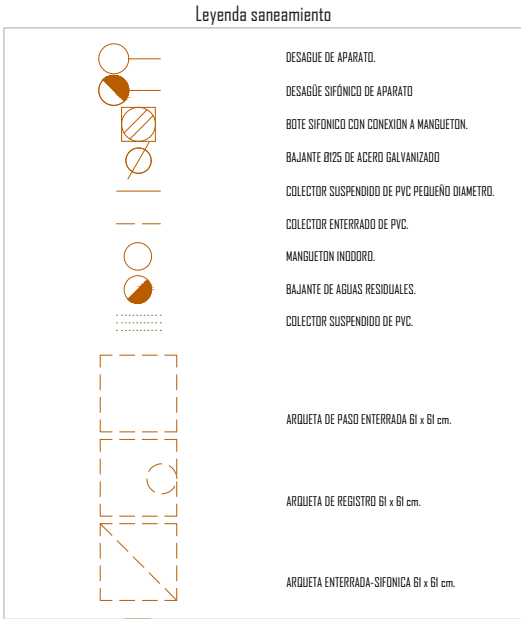 Leyenda saneamiento
DESAGUE DE APARATO.
DESAGÜE SIFÓNICO DE APARATO
BOTE SIFONICO CON CONEXION A MANGUETON.
BAJANTE Ø125 DE ACERO GALVANIZADO
COLECTOR SUSPENDIDO DE PVC PEQUEÑO DIAMETRO.
COLECTOR ENTERRADO DE PVC.
MANGUETON INODORO.
BAJANTE DE AGUAS RESIDUALES.
COLECTOR SUSPENDIDO DE PVC.
ARQUETA DE PASO ENTERRADA 61 x 61 cm.
ARQUETA DE REGISTRO 61 x 61 cm.
ARQUETA ENTERRADA-SIFONICA 61 x 61 cm.